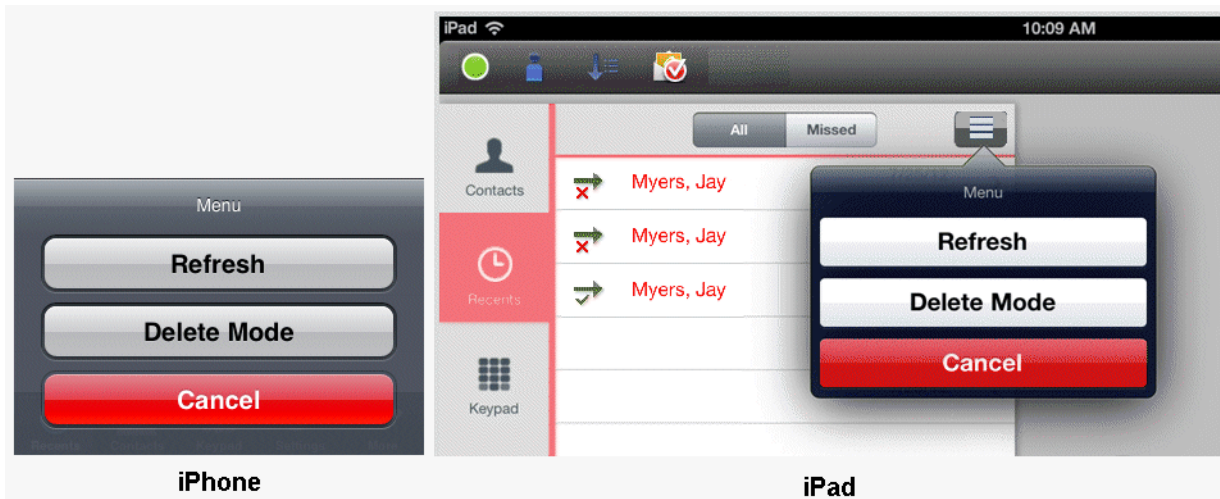 Menu
Refresh
Delete Mode
Cancel
iPhone
iPad
10:09 AM
All
Missed
Contacts
Recents
Keypad
Myers, Jay
Myers, Jay
Myers, Jay
Menu
Refresh
Delete Mode
Cancel
iPad